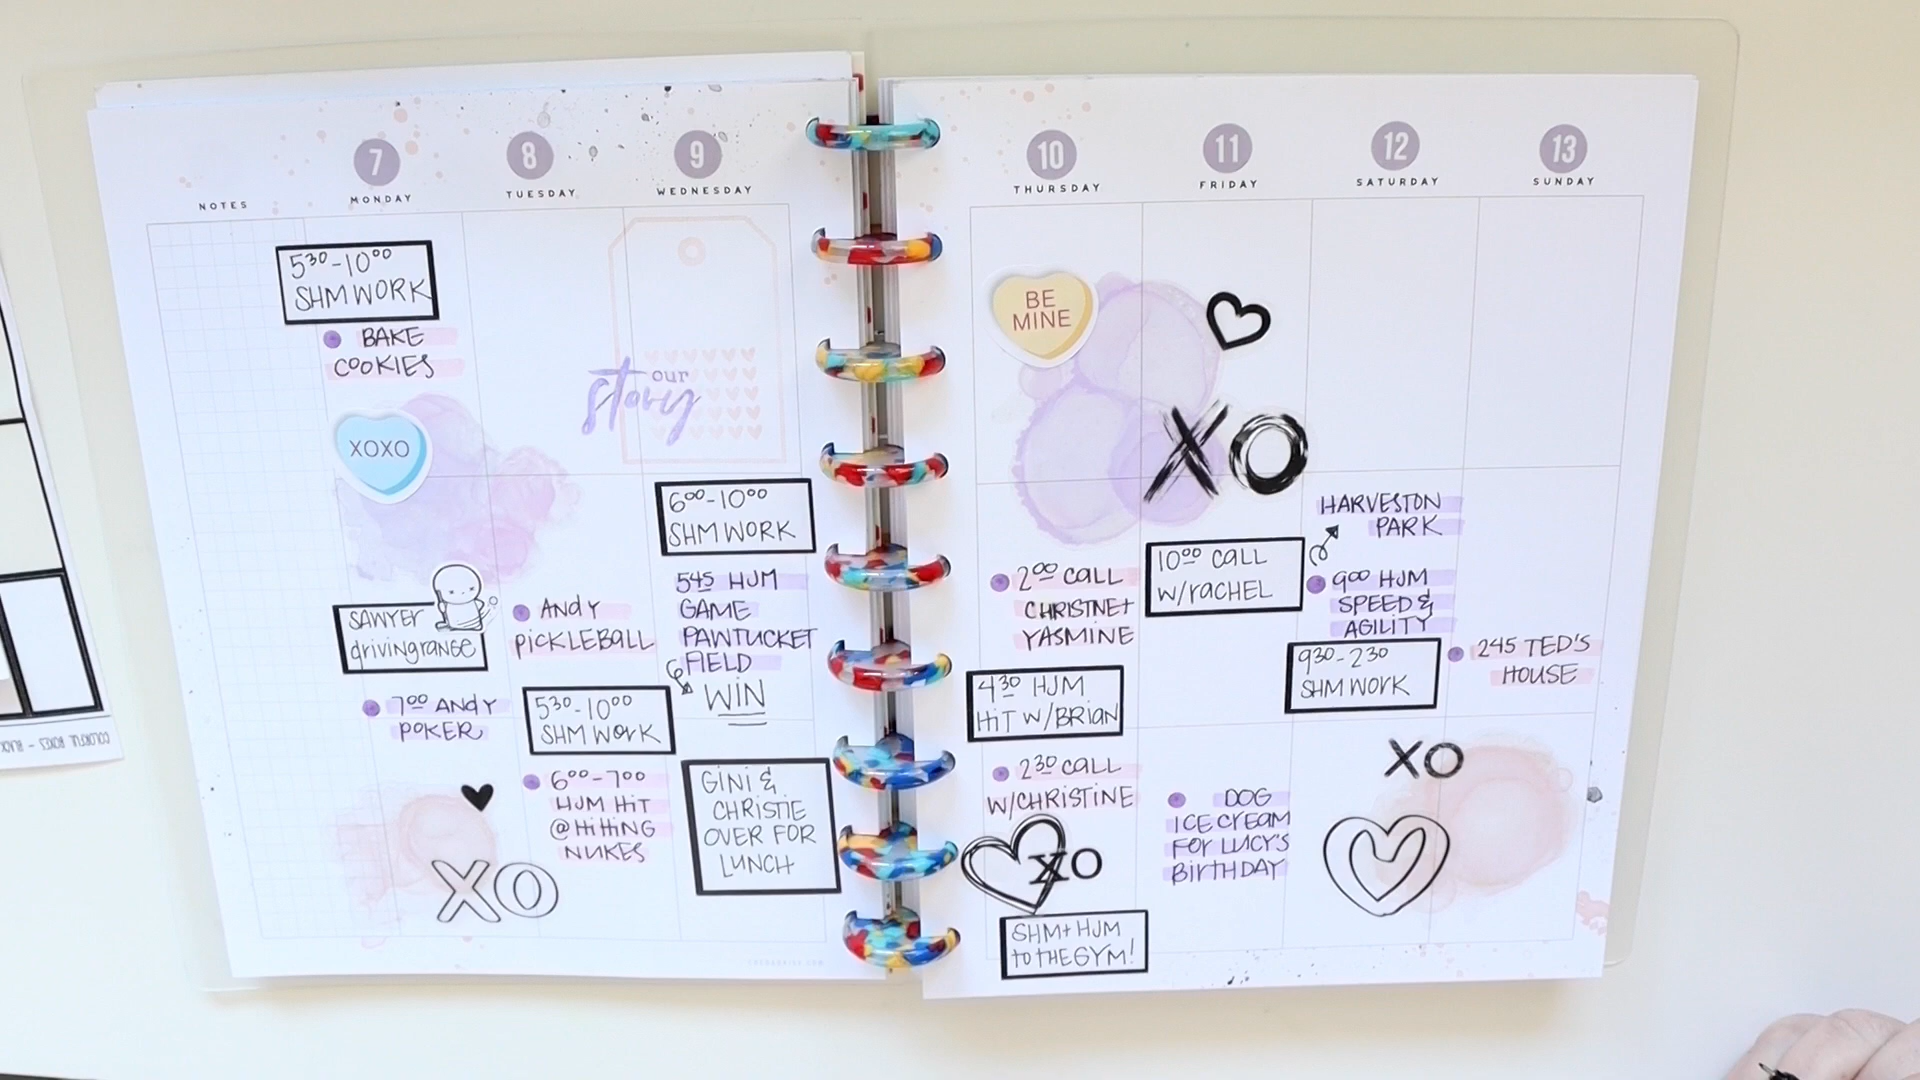 NOTES
7
MONDAY
5³⁰-10⁰⁰
SHM WORK
BAKE
COOKIES
XOXO
SAWYER
driving range
7⁰⁰ ANDY
POKER
XO
8
TUESDAY
ANDY
PICKLEBALL
5³⁰-10⁰⁰
SHM WORK
6⁰⁰-7⁰⁰
HJM HIT
@ HITTING
NUKES
9
WEDNESDAY
our
story
6⁰⁰-10⁰⁰
SHM WORK
545 HJM
GAME
PAWTUCKET
FIELD
WIN
GINI &
CHRISTIE
OVER FOR
LUNCH
10
THURSDAY
BE
MINE
2⁰⁰ CALL
CHRISTINE+
YASMINE
4³⁰ HJM
HIT W/BRIAN
2³⁰ CALL
W/CHRISTINE
XO
SHM+HJM
to THE GYM!
11
FRIDAY
XO
10⁰⁰ CALL
W/RACHEL
DOG
ICE CREAM
FOR LUCY'S
BIRTHDAY
12
SATURDAY
HARVESTON
PARK
9⁰⁰ HJM
SPEED &
AGILITY
9³⁰-2³⁰
SHM WORK
XO
13
SUNDAY
245 TED'S
HOUSE
COLORFUL BOXES - BLACK